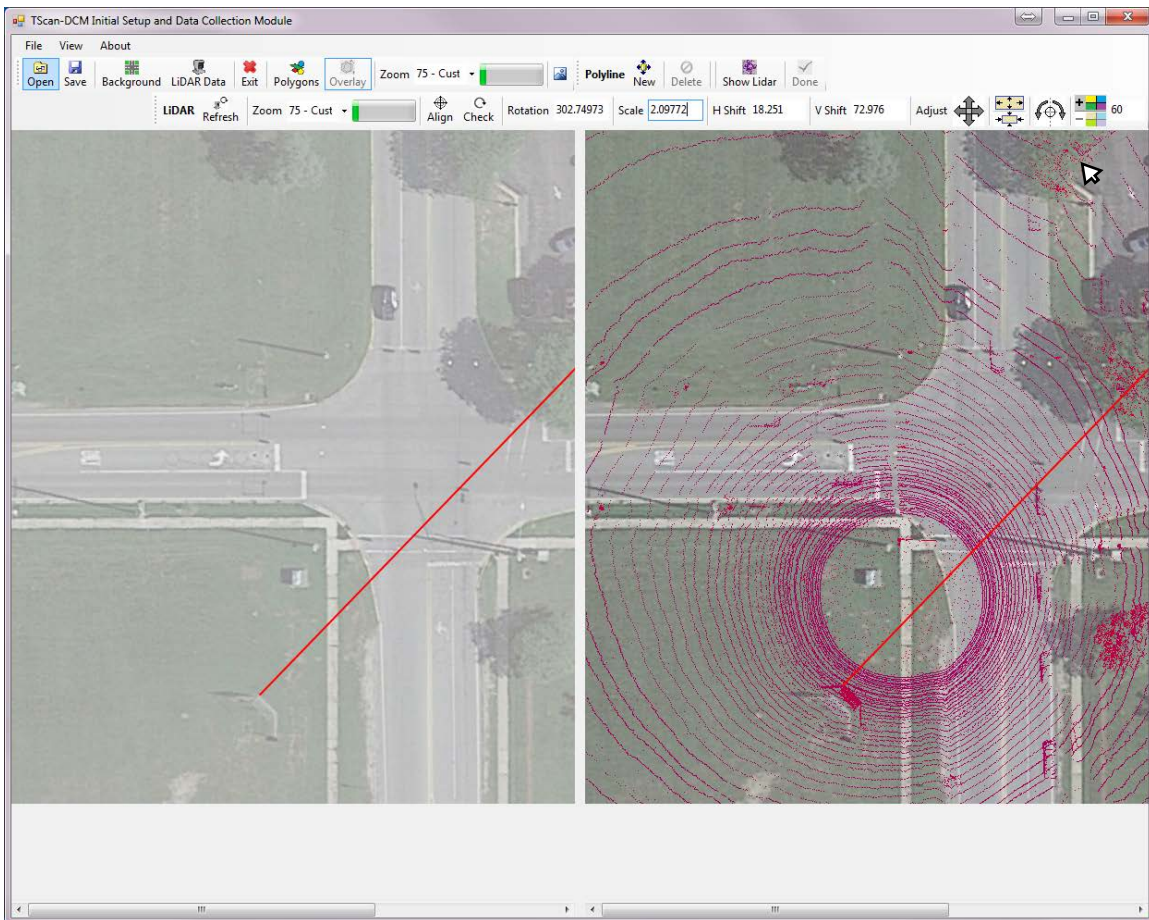 TScan-DCM Initial Setup and Data Collection Module
File View About
Open Save Background LiDAR Data Exit Polygons Overlay Zoom 75 - Cust Polyline New Delete Show Lidar Done
LiDAR Refresh Zoom 75 - Cust Align Check Rotation 302.74973 Scale 2.09772 H Shift 18.251 V Shift 72.976 Adjust 60